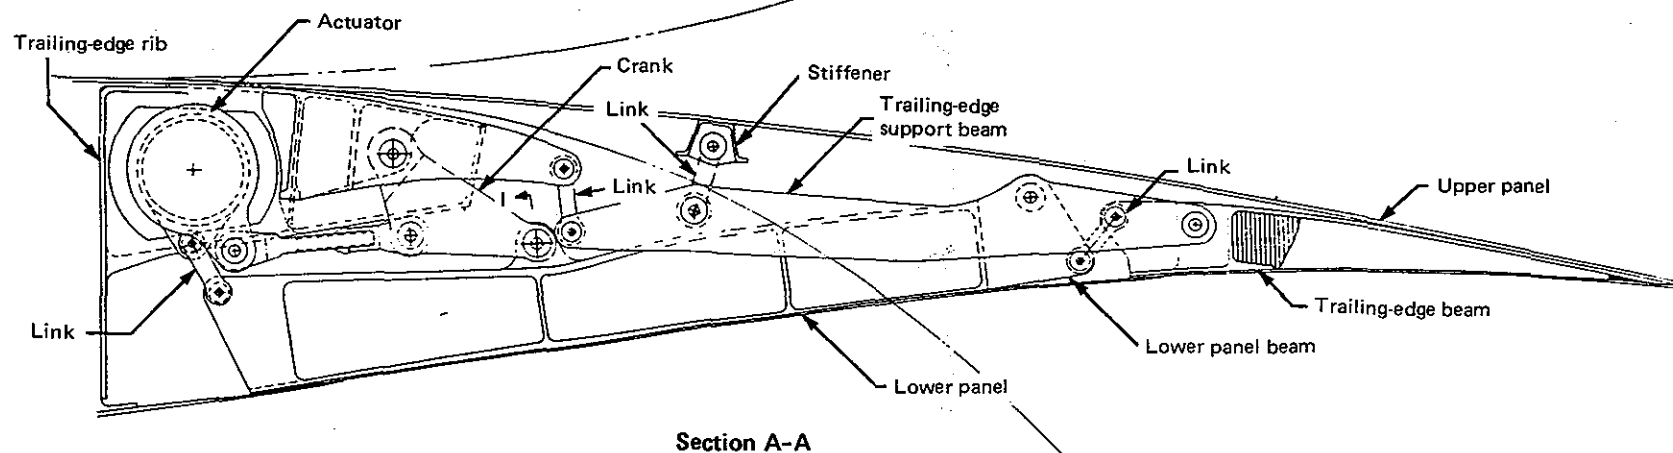 Actuator
Trailing-edge rib
Crank
Stiffener
Link
Trailing-edge
support beam
Link
Link
Upper panel
1
Link
Trailing-edge beam
Lower panel beam
Lower panel
Section A-A